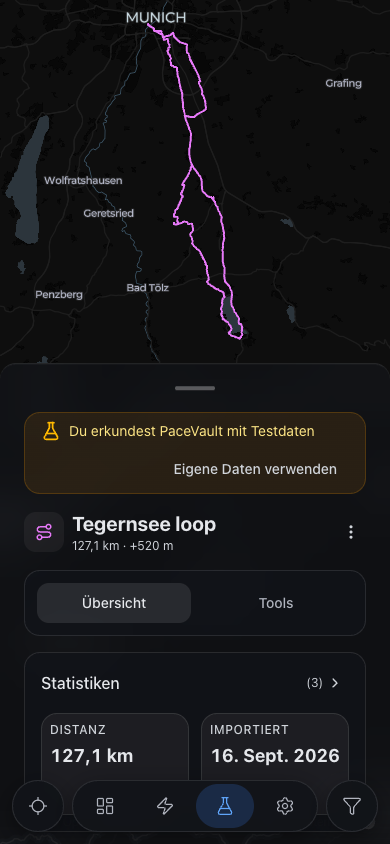 MUNICH
Grafing
Wolfratshausen
Geretsried
Bad Tölz
Penzberg
Du erkundest PaceVault mit Testdaten
Eigene Daten verwenden
Tegernsee loop
127,1 km · +520 m
Übersicht
Tools
Statistiken
(3)
DISTANZ
IMPORTIERT
127,1 km
16. Sept. 2026